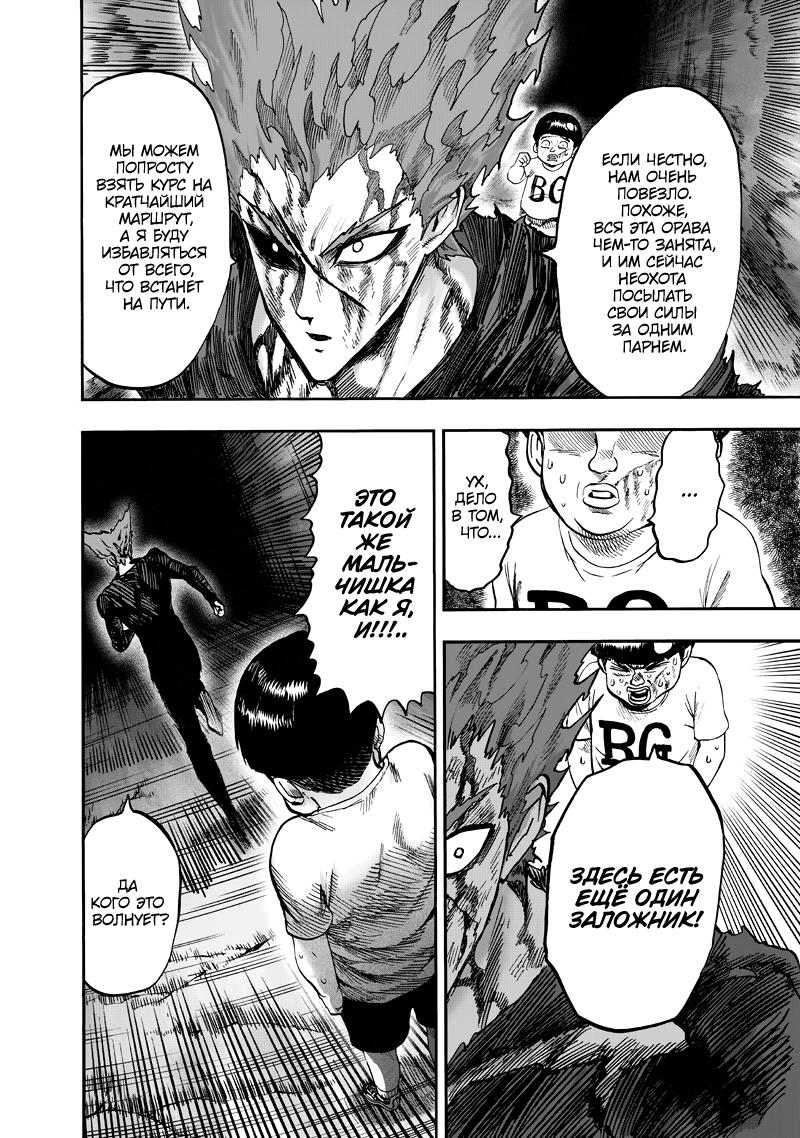 ЕСЛИ ЧЕСТНО,
НАМ ОЧЕНЬ
ПОВЕЗЛО.
ПОХОЖЕ,
ВСЯ ЭТА ОРАВА
ЧЕМ-ТО ЗАНЯТА,
И ИМ СЕЙЧАС
НЕОХОТА
ПОСЫЛАТЬ
СВОИ СИЛЫ
ЗА ОДНИМ
ПАРНЕМ.
МЫ МОЖЕМ
ПОПРОСТУ
ВЗЯТЬ КУРС НА
КРАТЧАЙШИЙ
МАРШРУТ,
А Я БУДУ
ИЗБАВЛЯТЬСЯ
ОТ ВСЕГО,
ЧТО ВСТАНЕТ
НА ПУТИ.
BG
...
УХ,
ДЕЛО
В ТОМ,
ЧТО...
BG
BG
ЗДЕСЬ ЕСТЬ
ЕЩЁ ОДИН
ЗАЛОЖНИК!
ЭТО
ТАКОЙ
ЖЕ
МАЛЬ-
ЧИШКА
КАК Я,
И!!!..
ДА
КОГО ЭТО
ВОЛНУЕТ?